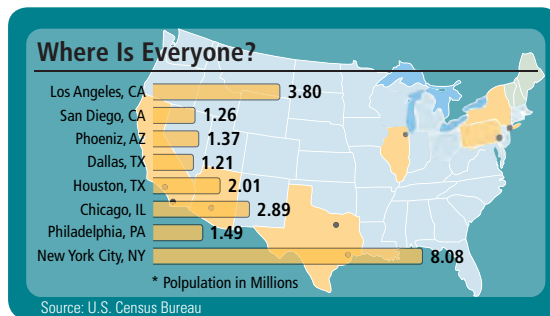 Where Is Everyone?
Los Angeles, CA 3.80
San Diego, CA 1.26
Phoeniz, AZ 1.37
Dallas, TX 1.21
Houston, TX 2.01
Chicago, IL 2.89
Philadelphia, PA 1.49
New York City, NY 8.08
* Polpulation in Millions
Source: U.S. Census Bureau